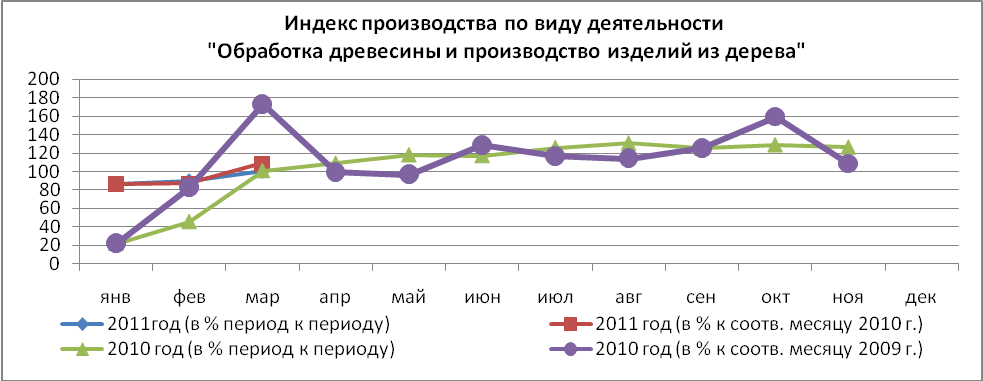 Индекс производства по виду деятельности
"Обработка древесины и производство изделий из дерева"
200
180
160
140
120
100
80
60
40
20
0
янв фев мар апр май июн июл авг сен окт ноя дек
2011год (в % период к периоду)
2011 год (в % к соотв. месяцу 2010 г.)
2010 год (в % период к периоду)
2010 год (в % к соотв. месяцу 2009 г.)